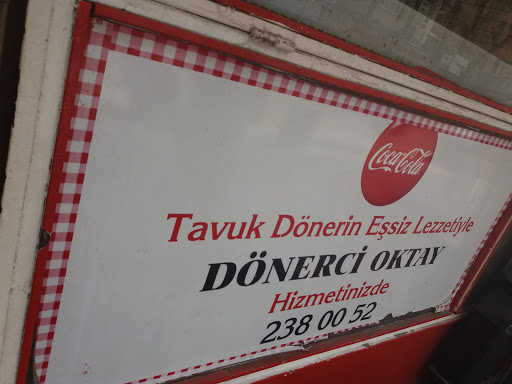 Coca-Cola
Tavuk Dönerin Eşsiz Lezzetiyle
DÖNERCİ OKTAY
Hizmetinizde
238 00 52